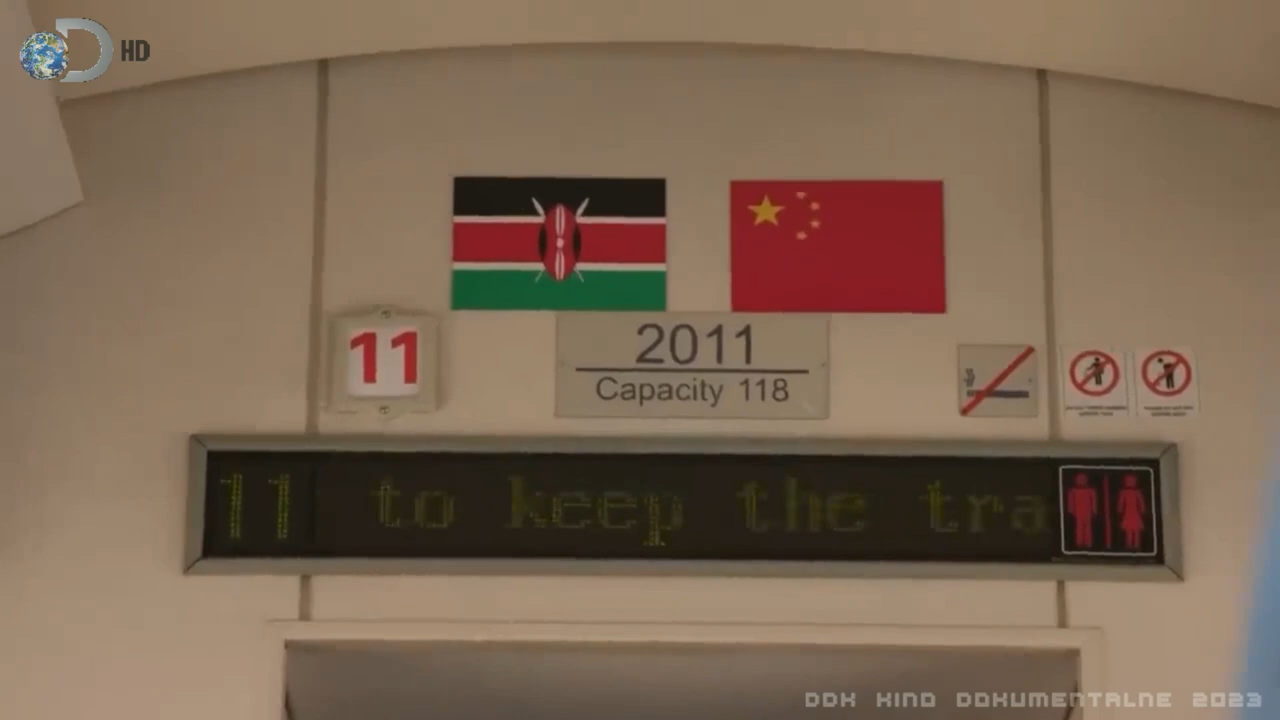 HD
11
2011
Capacity 118
11 to keep the tra
DDK KINO DOKUMENTALNE 2023